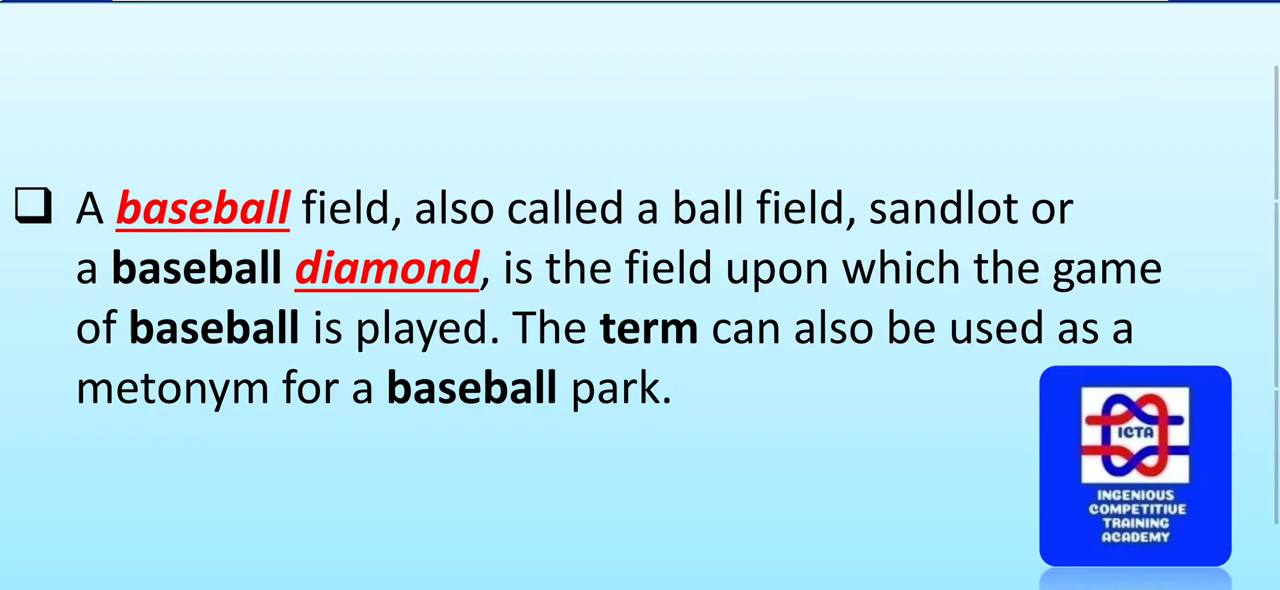 A baseball field, also called a ball field, sandlot or
a baseball diamond, is the field upon which the game
of baseball is played. The term can also be used as a
metonym for a baseball park.
ICTA
INGENIOUS
COMPETITIVE
TRAINING
ACADEMY